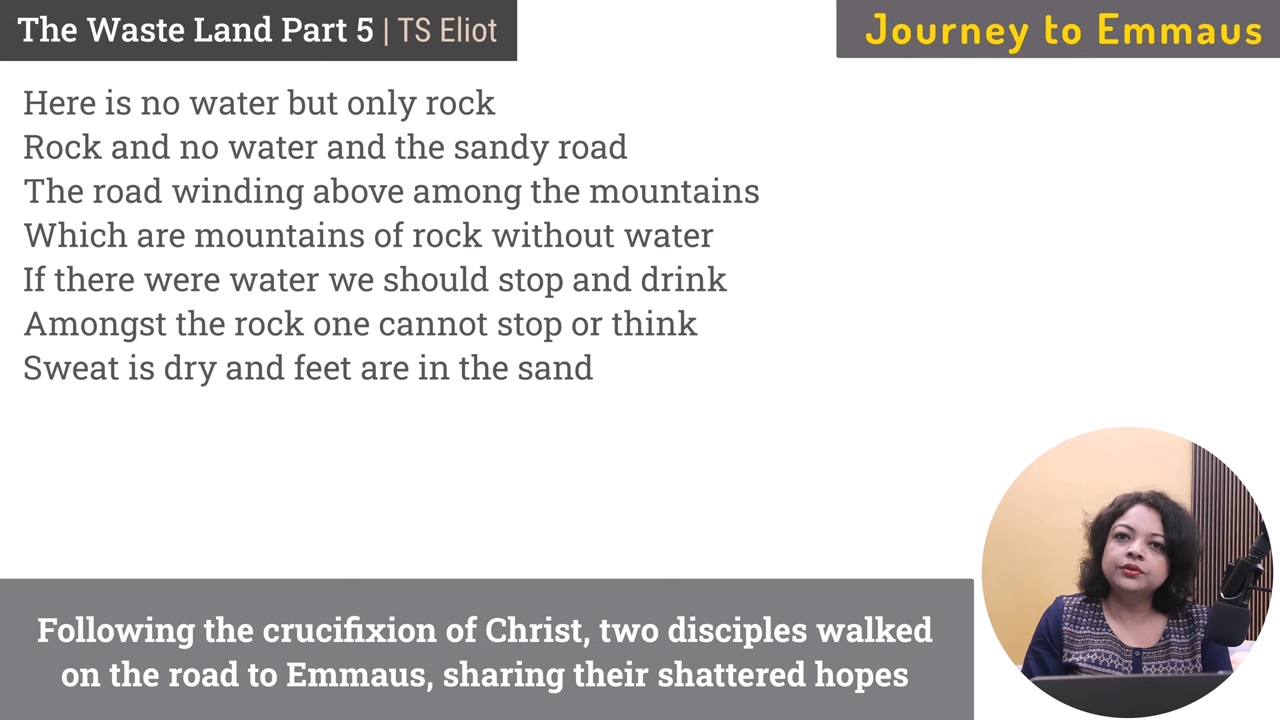 The Waste Land Part 5 | TS Eliot
Journey to Emmaus
Here is no water but only rock
Rock and no water and the sandy road
The road winding above among the mountains
Which are mountains of rock without water
If there were water we should stop and drink
Amongst the rock one cannot stop or think
Sweat is dry and feet are in the sand
Following the crucifixion of Christ, two disciples walked
on the road to Emmaus, sharing their shattered hopes